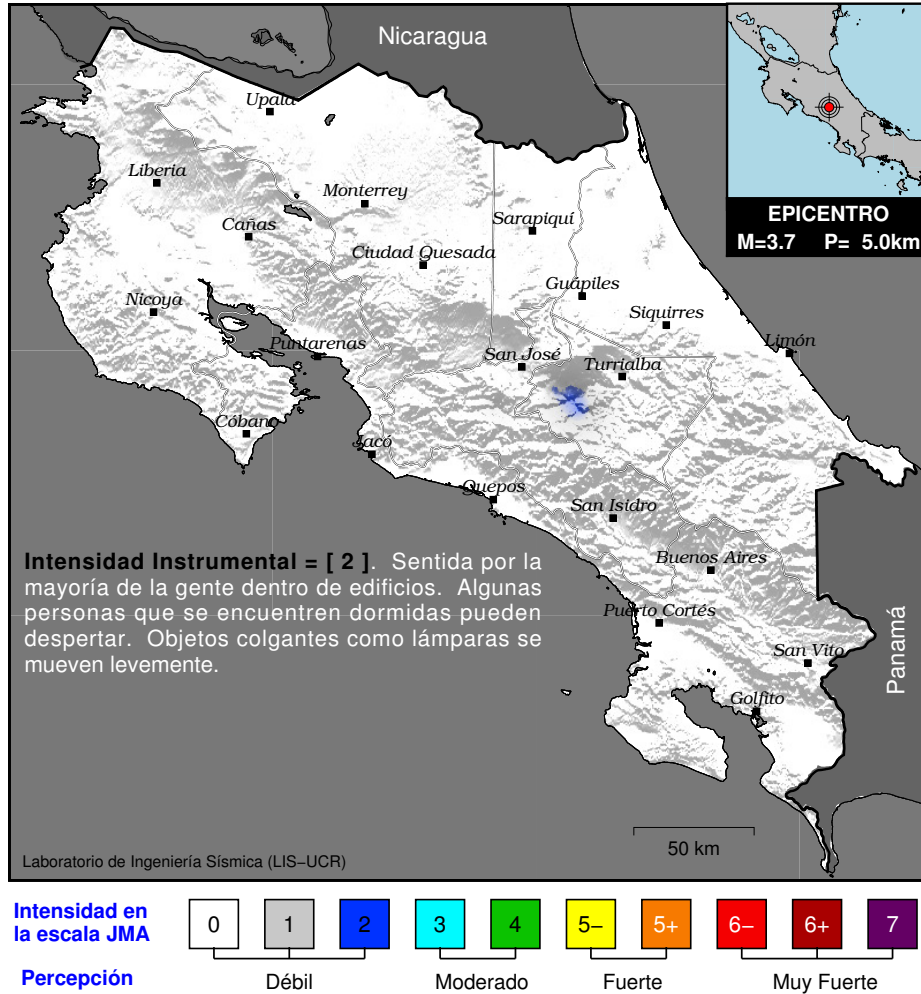 Nicaragua
EPICENTRO
M=3.7 P= 5.0km
Upala
Liberia
Monterrey
Cañas
Sarapiquí
Ciudad Quesada
Nicoya
Guápiles
Siquirres
Puntarenas
San José
Limón
Turrialba
Cóbano
Jacó
Quepos
San Isidro
Buenos Aires
Intensidad Instrumental = [ 2 ]. Sentida por la
mayoría de la gente dentro de edificios. Algunas
personas que se encuentren dormidas pueden
despertar. Objetos colgantes como lámparas se
mueven levemente.
Puerto Cortés
San Vito
Panamá
Golfito
50 km
Laboratorio de Ingeniería Sísmica (LIS−UCR)
Intensidad en
la escala JMA
0 1 2 3 4 5− 5+ 6− 6+ 7
Percepción
Débil Moderado Fuerte Muy Fuerte